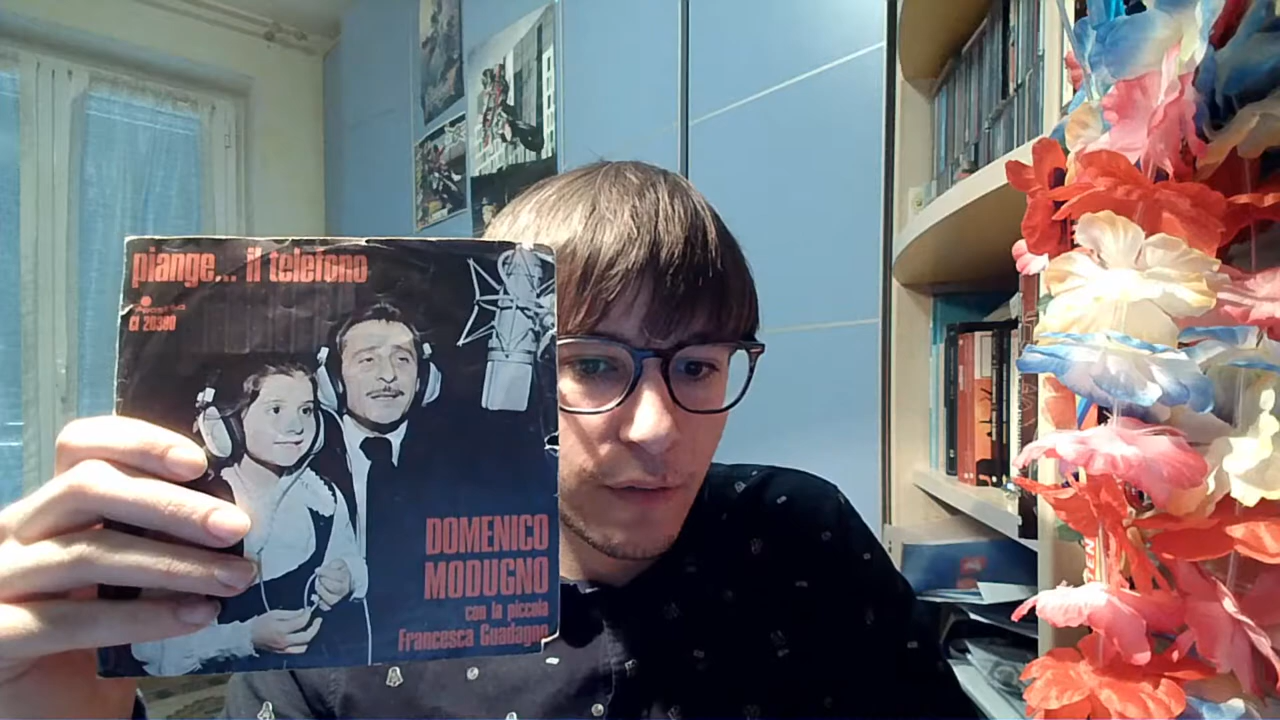 piange... il telefono
CI 20380
DOMENICO
MODUGNO
con la piccola
Francesca Guadagno